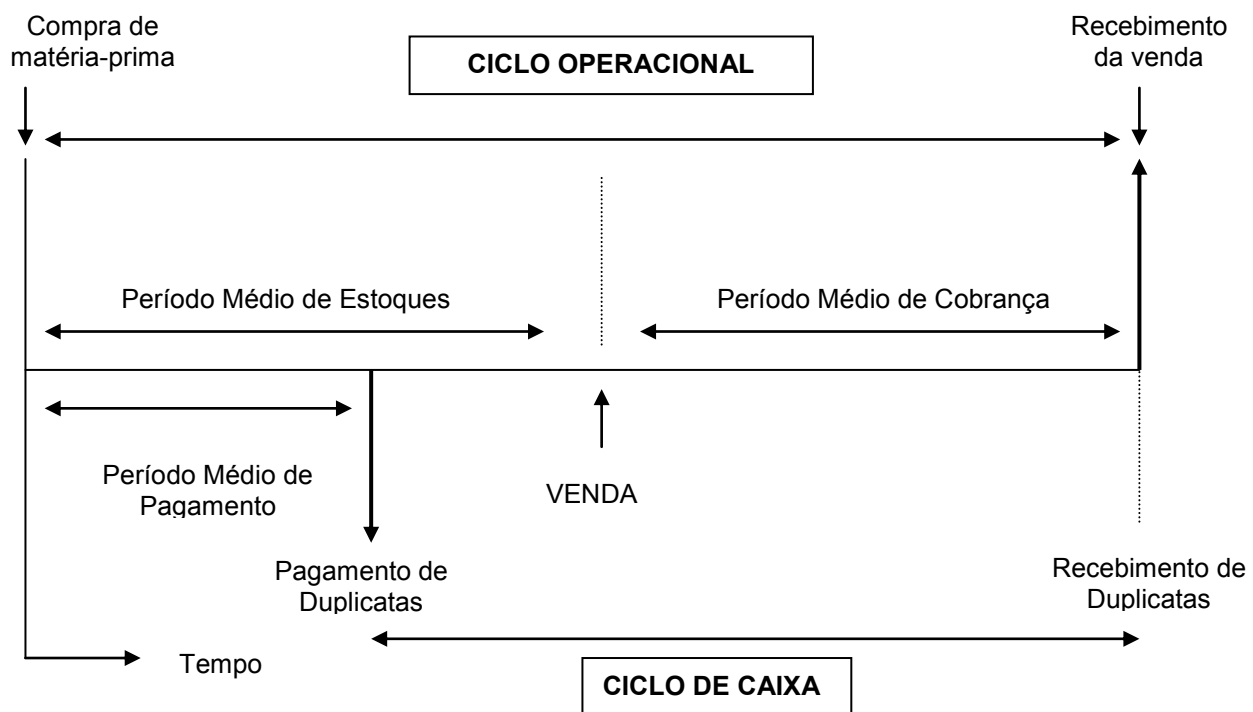 Compra de
matéria-prima
CICLO OPERACIONAL
Recebimento
da venda
Período Médio de Estoques
Período Médio de Cobrança
Período Médio de
Pagamento
VENDA
Pagamento de
Duplicatas
Recebimento de
Duplicatas
Tempo
CICLO DE CAIXA